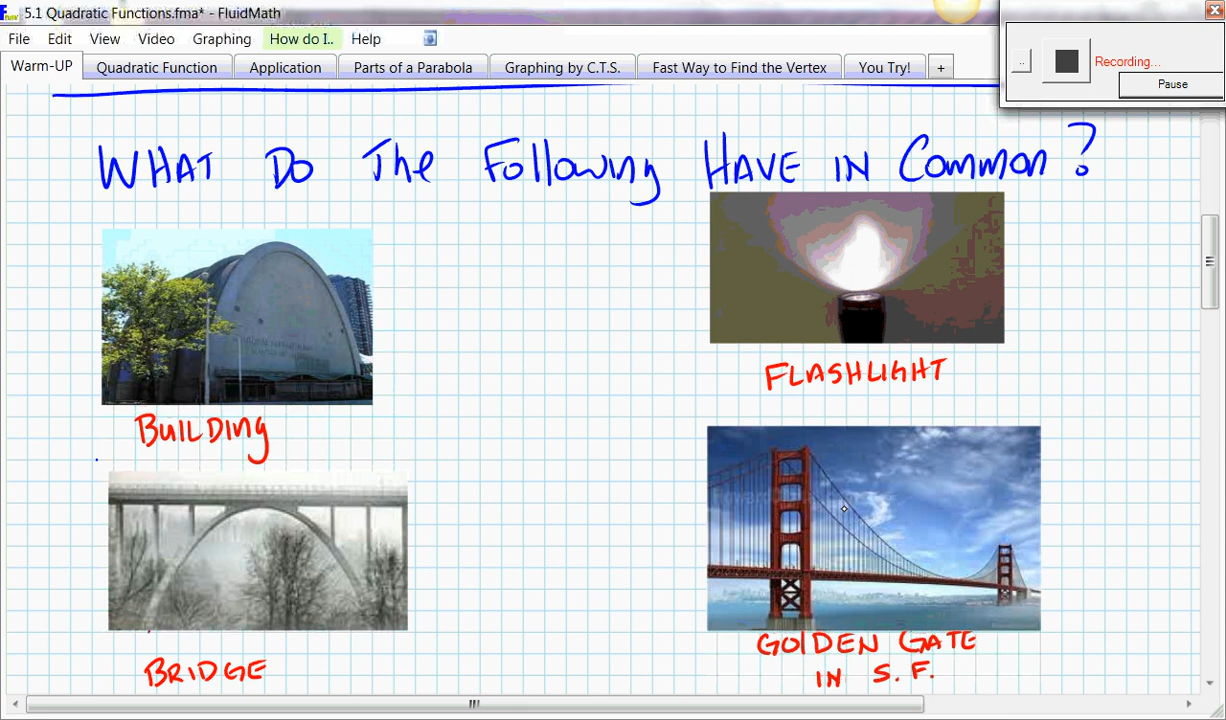 5.1 Quadratic Functions.fma* - FluidMath
File Edit View Video Graphing How do I.. Help
Warm-UP Quadratic Function Application Parts of a Parabola Graphing by C.T.S. Fast Way to Find the Vertex You Try! +
.. Recording...
Pause
WHAT DO The Following HAVE IN Common?
FLASHLIGHT
BuilDing
GOlDEN GATE
IN S. F.
BRIDGE